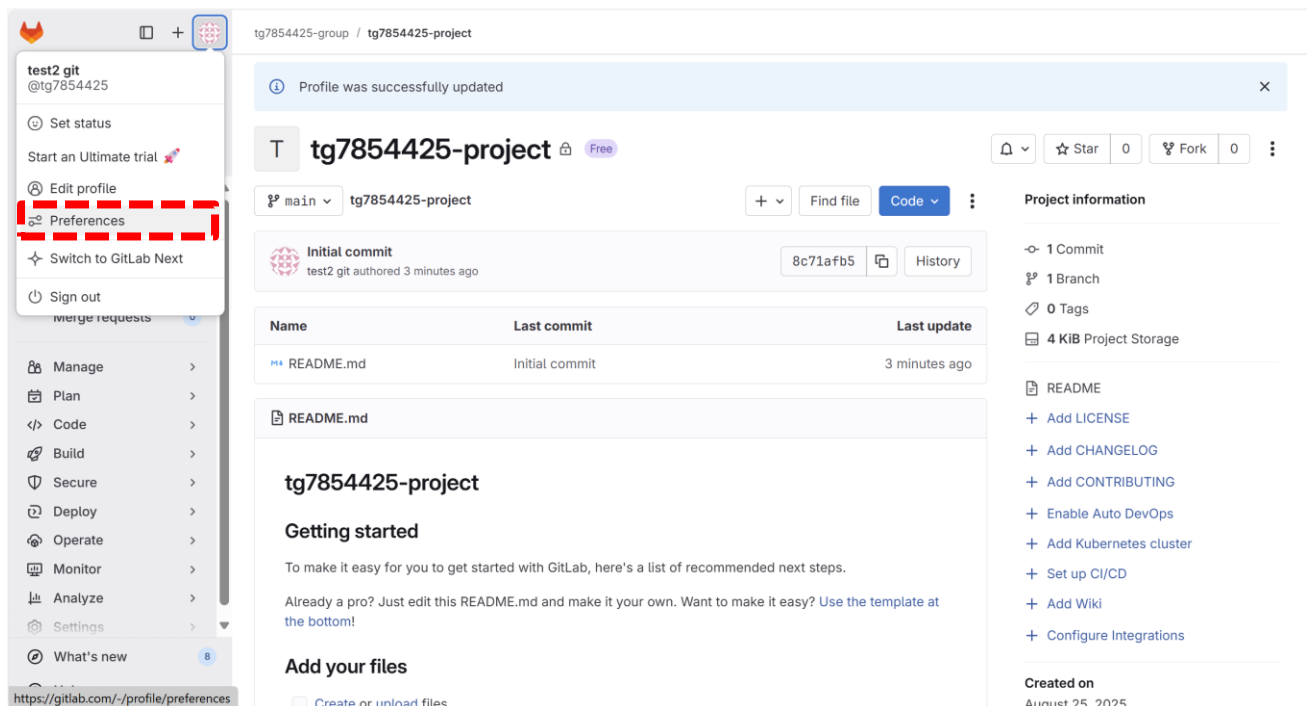 tg7854425-group / tg7854425-project
test2 git
@tg7854425
Set status
Start an Ultimate trial 🚀
Edit profile
Preferences
Switch to GitLab Next
Sign out
Merge requests 0
Manage
Plan
Code
Build
Secure
Deploy
Operate
Monitor
Analyze
Settings
What's new 8
https://gitlab.com/-/profile/preferences
Profile was successfully updated
T tg7854425-project Free
Star 0 Fork 0
main tg7854425-project Find file Code
Initial commit
test2 git authored 3 minutes ago
8c71afb5 History
Name Last commit Last update
README.md Initial commit 3 minutes ago
README.md
tg7854425-project
Getting started
To make it easy for you to get started with GitLab, here's a list of recommended next steps.
Already a pro? Just edit this README.md and make it your own. Want to make it easy? Use the template at
the bottom!
Add your files
Create or upload files
Project information
1 Commit
1 Branch
0 Tags
4 KiB Project Storage
README
+ Add LICENSE
+ Add CHANGELOG
+ Add CONTRIBUTING
+ Enable Auto DevOps
+ Add Kubernetes cluster
+ Set up CI/CD
+ Add Wiki
+ Configure Integrations
Created on
August 25, 2025